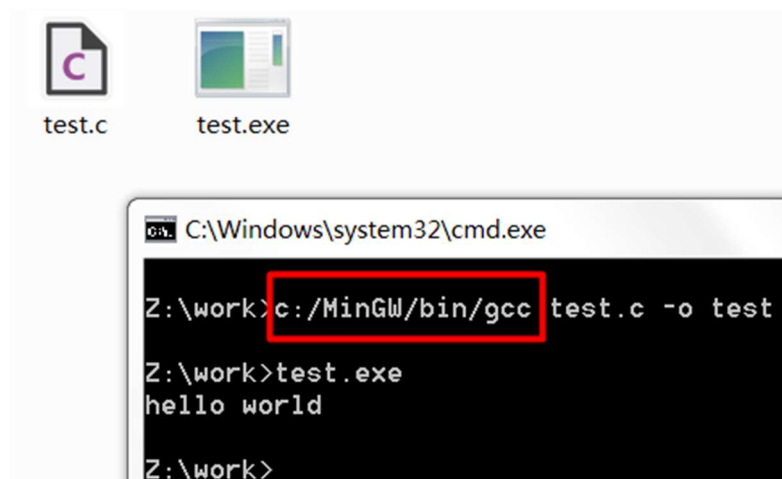 C
test.c
test.exe
C:\Windows\system32\cmd.exe
Z:\work>c:/MinGW/bin/gcc test.c -o test
Z:\work>test.exe
hello world
Z:\work>